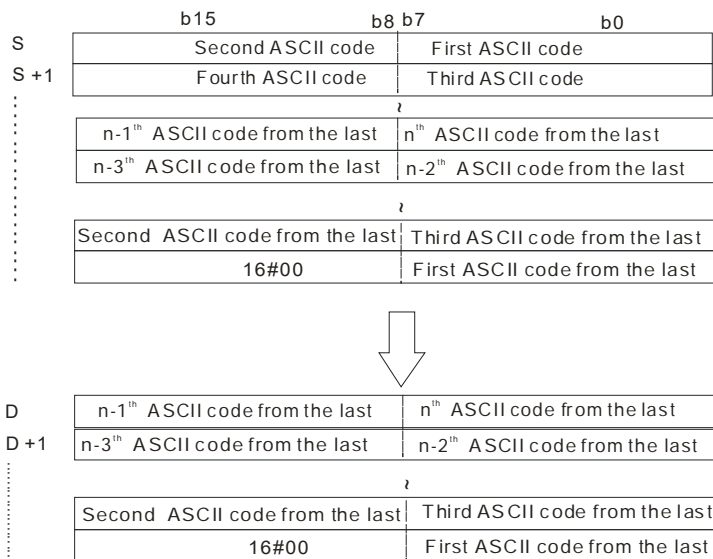 b15 b8 b7 b0
S Second ASCII code First ASCII code
S +1 Fourth ASCII code Third ASCII code
n-1th ASCII code from the last nth ASCII code from the last
n-3th ASCII code from the last n-2th ASCII code from the last
Second ASCII code from the last Third ASCII code from the last
16#00 First ASCII code from the last
D n-1th ASCII code from the last nth ASCII code from the last
D +1 n-3th ASCII code from the last n-2th ASCII code from the last
Second ASCII code from the last Third ASCII code from the last
16#00 First ASCII code from the last